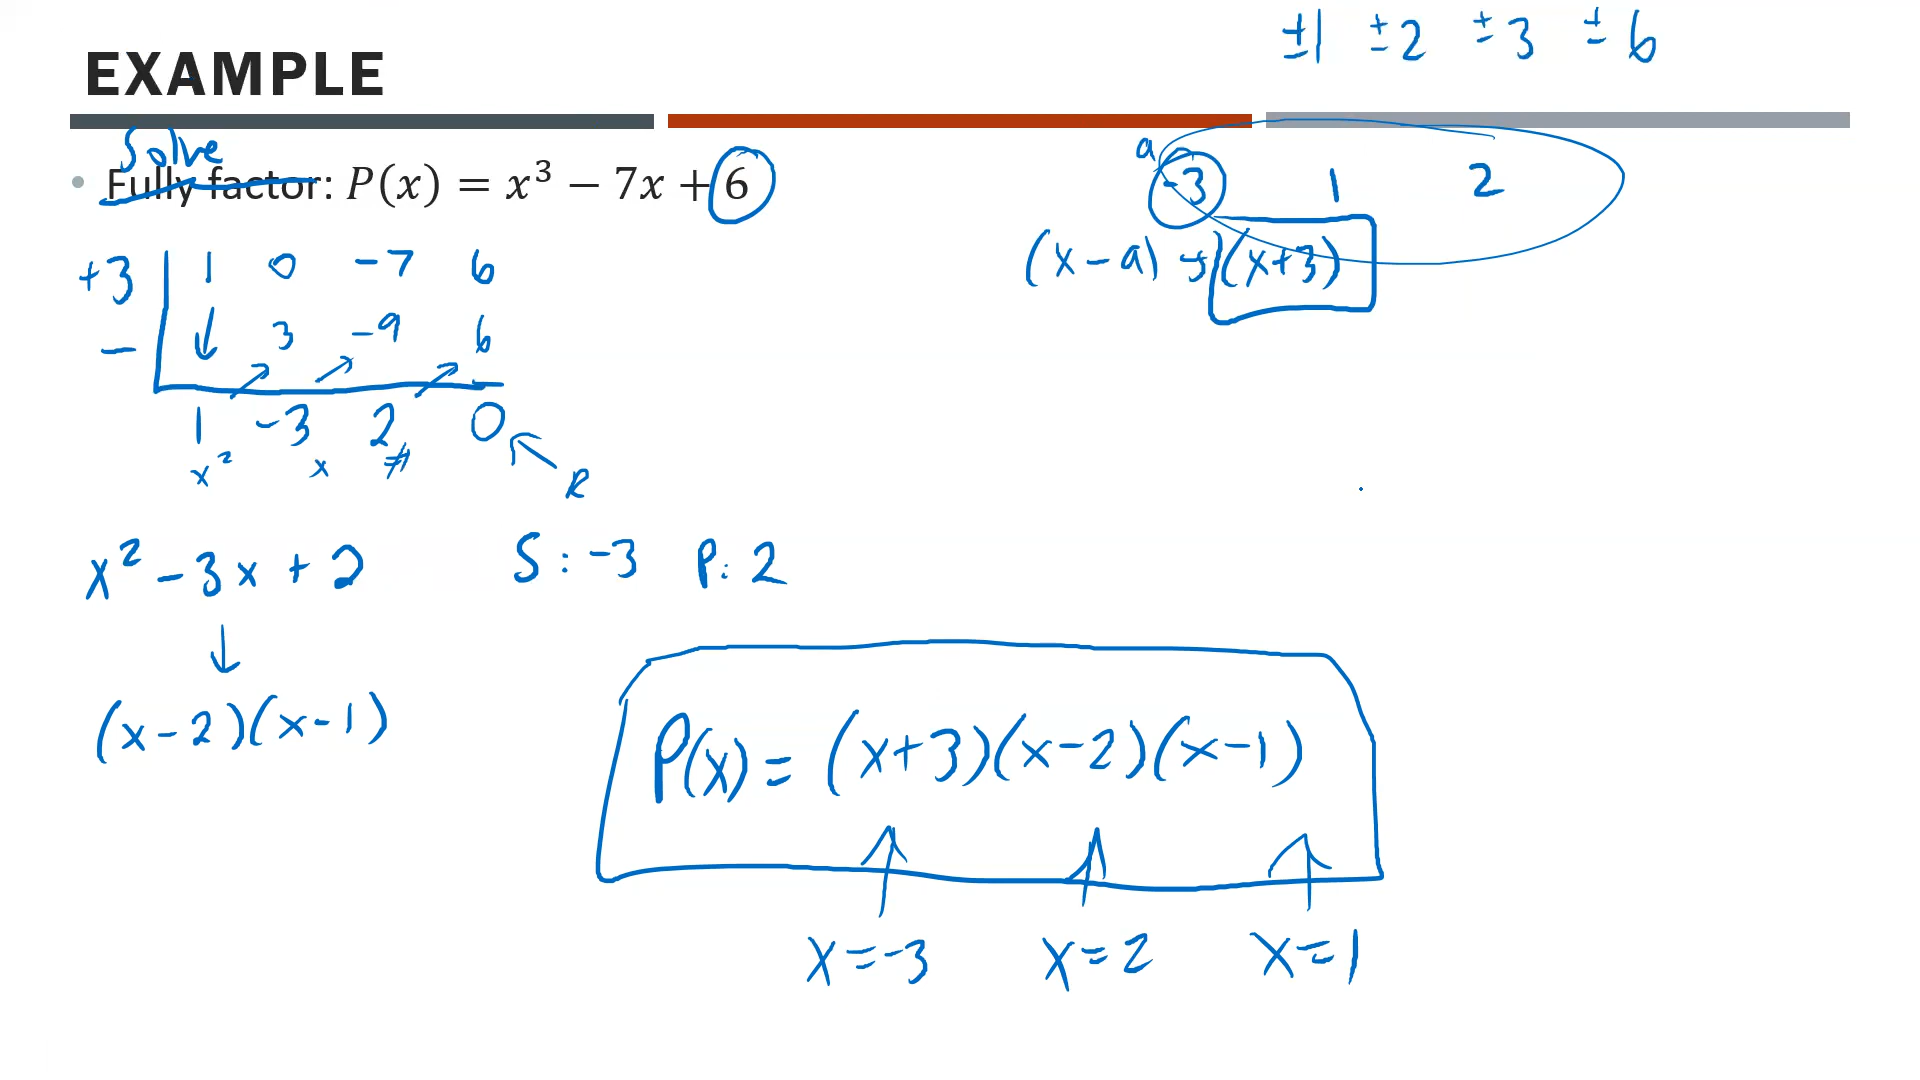 ±1 ±2 ±3 ±6
EXAMPLE
Solve
• Fully factor: P(x) = x³ − 7x + 6
a -3 1 2
(x-a) → (x+3)
+3 1 0 -7 6
− ↓ 3 -9 6
1 -3 2 0
x² x # R
x² - 3x + 2 S: -3 P: 2
↓
(x-2)(x-1)
P(x) = (x+3)(x-2)(x-1)
x=-3 x=2 x=1